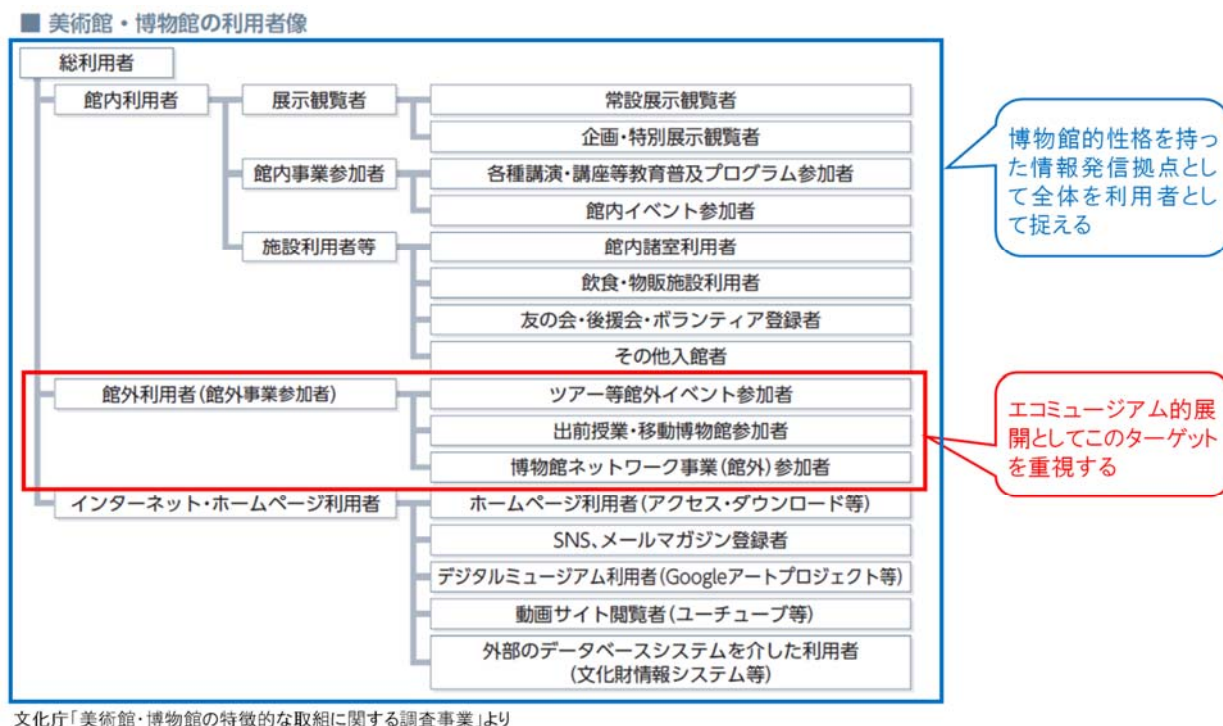 ■ 美術館・博物館の利用者像
総利用者
館内利用者
展示観覧者
常設展示観覧者
企画・特別展示観覧者
館内事業参加者
各種講演・講座等教育普及プログラム参加者
館内イベント参加者
施設利用者等
館内諸室利用者
飲食・物販施設利用者
友の会・後援会・ボランティア登録者
その他入館者
館外利用者(館外事業参加者)
ツアー等館外イベント参加者
出前授業・移動博物館参加者
博物館ネットワーク事業(館外)参加者
インターネット・ホームページ利用者
ホームページ利用者(アクセス・ダウンロード等)
SNS、メールマガジン登録者
デジタルミュージアム利用者(Googleアートプロジェクト等)
動画サイト閲覧者(ユーチューブ等)
外部のデータベースシステムを介した利用者
(文化財情報システム等)
博物館的性格を持っ
た情報発信拠点とし
て全体を利用者とし
て捉える
エコミュージアム的展
開としてこのターゲット
を重視する
文化庁「美術館・博物館の特徴的な取組に関する調査事業」より